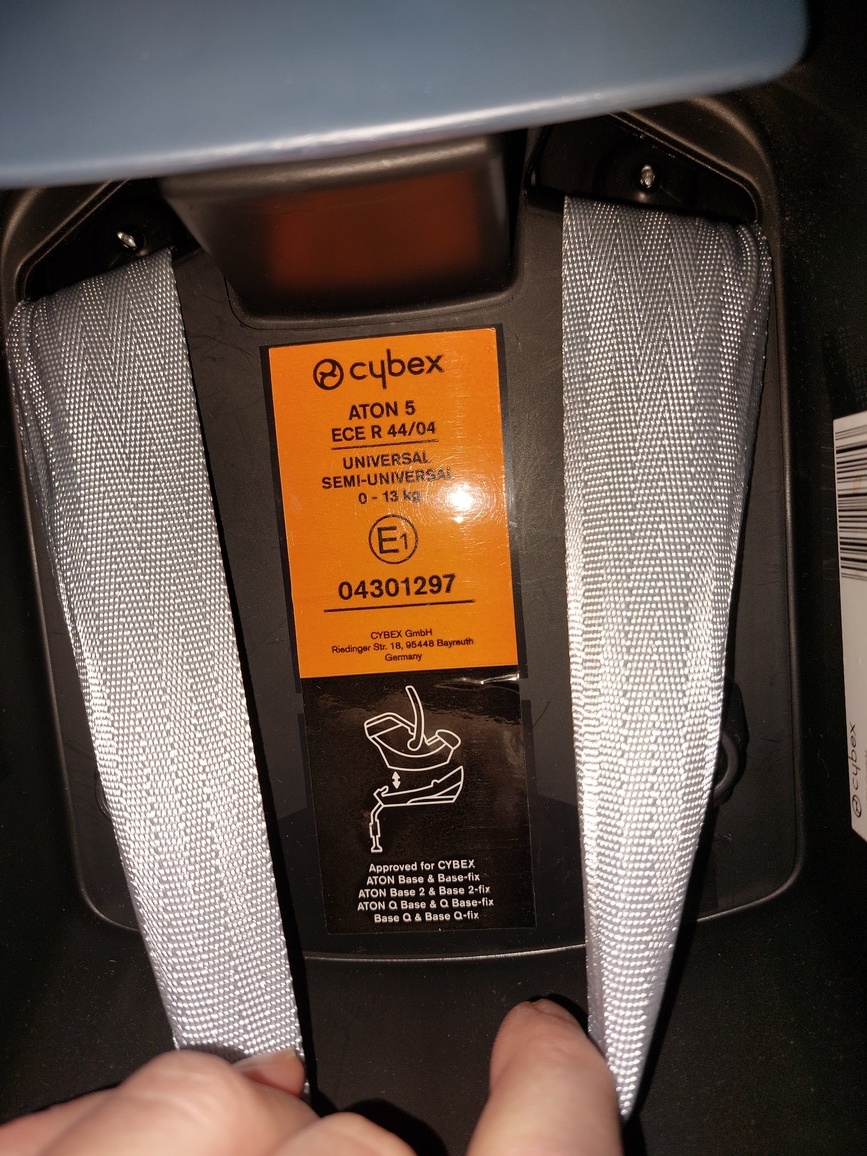 cybex
ATON 5
ECE R 44/04
UNIVERSAL
SEMI-UNIVERSAL
0 - 13 kg
E1
04301297
CYBEX GmbH
Riedinger Str. 18, 95448 Bayreuth
Germany
Approved for CYBEX
ATON Base & Base-fix
ATON Base 2 & Base 2-fix
ATON Q Base & Q Base-fix
Base Q & Base Q-fix
cybex